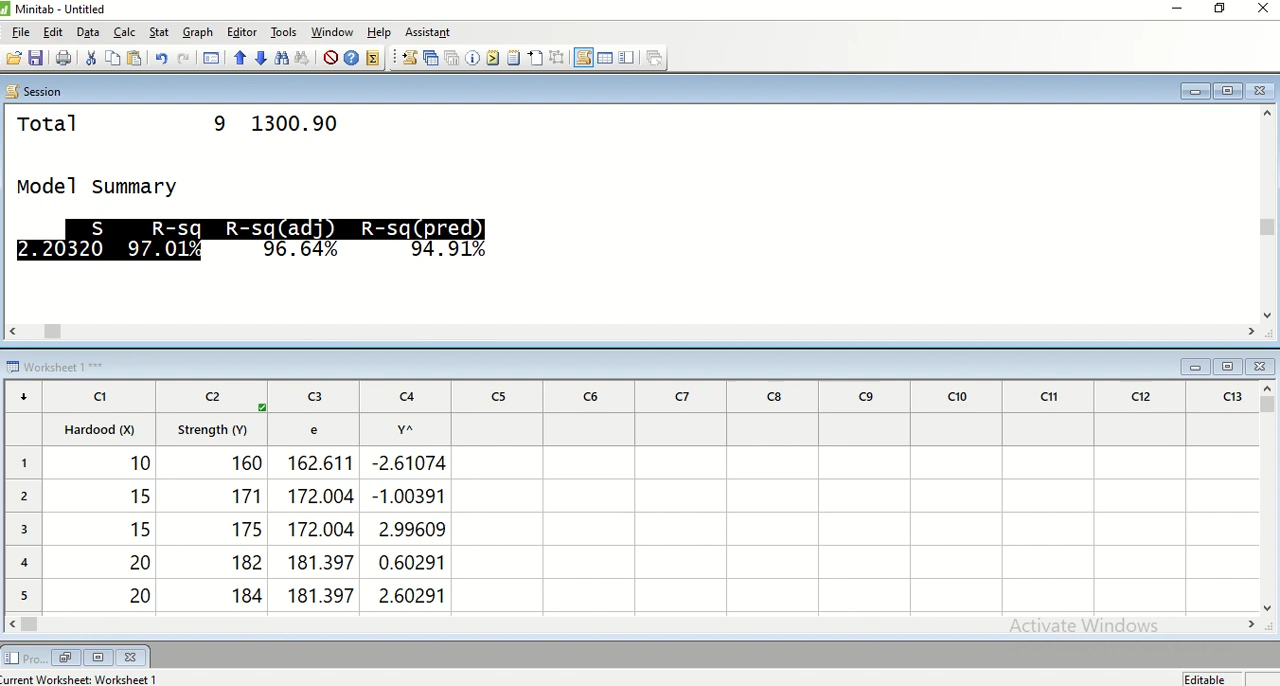 Minitab - Untitled
File Edit Data Calc Stat Graph Editor Tools Window Help Assistant
Session
Total 9 1300.90
Model Summary
S R-sq R-sq(adj) R-sq(pred)
2.20320 97.01% 96.64% 94.91%
Worksheet 1 ***
C1 C2 C3 C4 C5 C6 C7 C8 C9 C10 C11 C12 C13
Hardood (X) Strength (Y) e Y^
1 10 160 162.611 -2.61074
2 15 171 172.004 -1.00391
3 15 175 172.004 2.99609
4 20 182 181.397 0.60291
5 20 184 181.397 2.60291
Activate Windows
Pro...
Current Worksheet: Worksheet 1
Editable